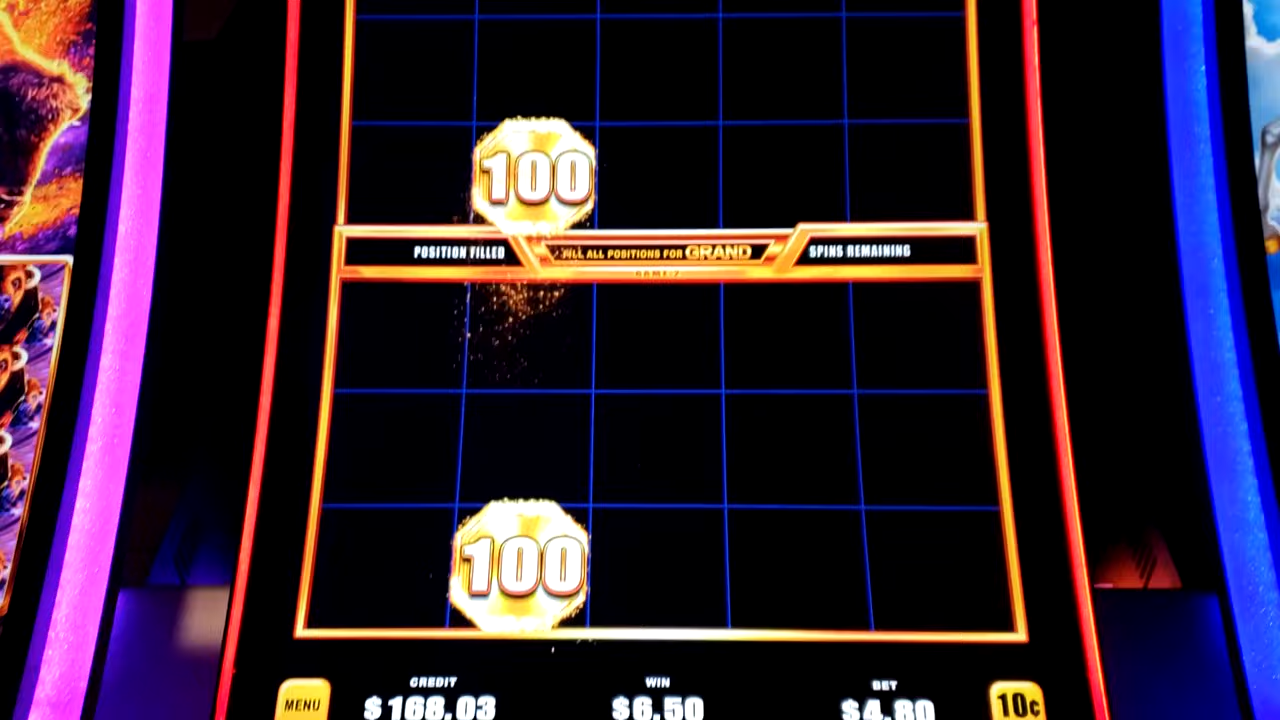 100
POSITION FILLED
FILL ALL POSITIONS FOR GRAND
SPINS REMAINING
100
CREDIT
WIN
BET
MENU
$168.03
$6.50
$4.80
10¢